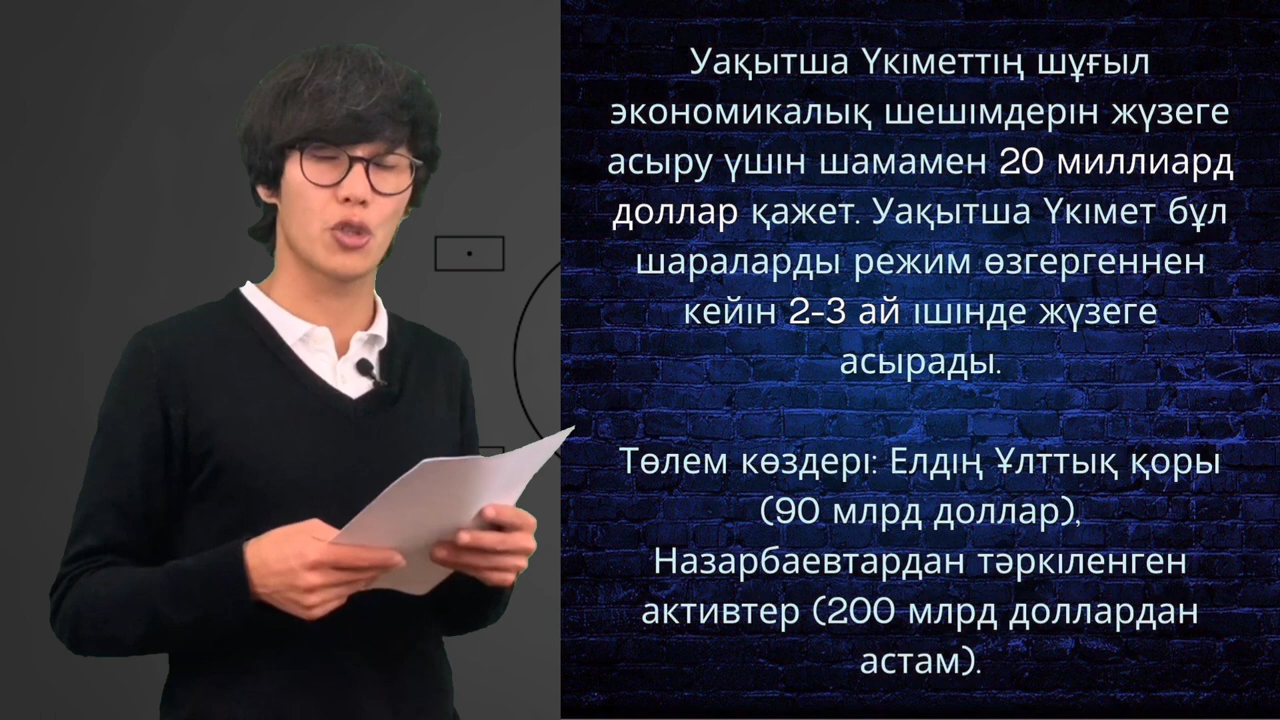 Уақытша Үкіметтің шұғыл
экономикалық шешімдерін жүзеге
асыру үшін шамамен 20 миллиард
доллар қажет. Уақытша Үкімет бұл
шараларды режим өзгергеннен
кейін 2-3 ай ішінде жүзеге
асырады.
Төлем көздері: Елдің Ұлттық қоры
(90 млрд доллар),
Назарбаевтардан тәркіленген
активтер (200 млрд доллардан
астам).